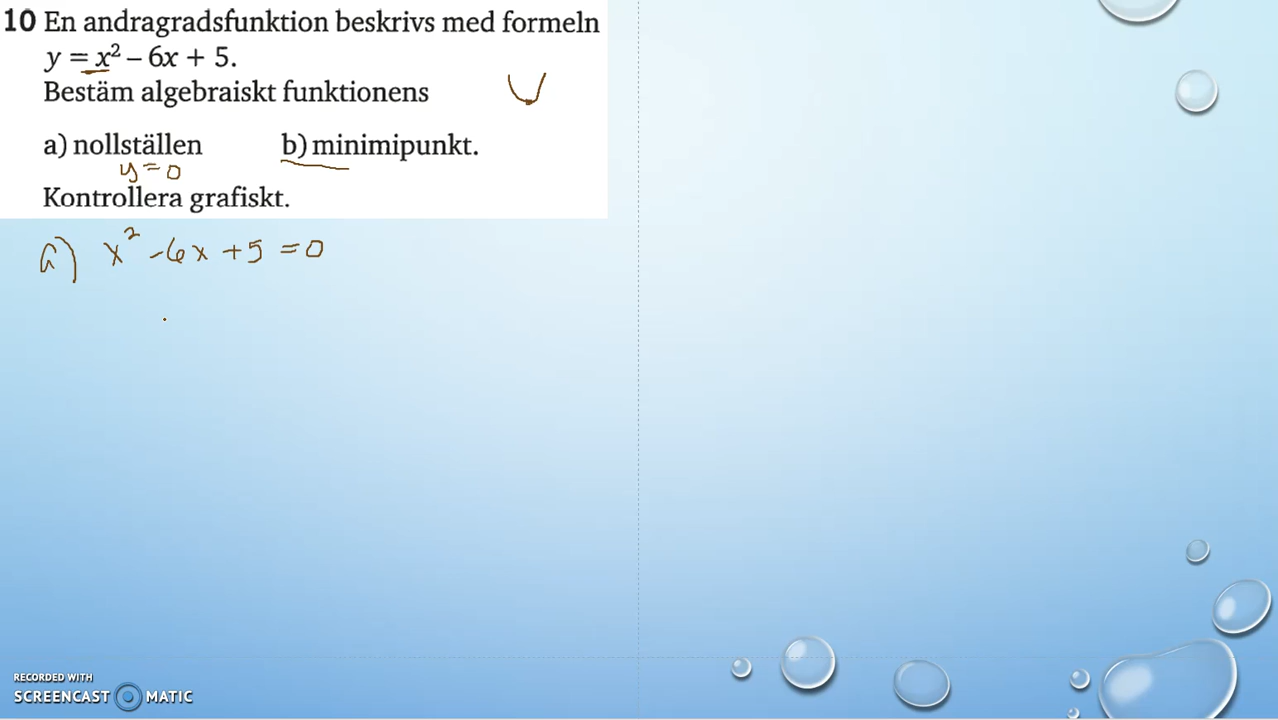 10 En andragradsfunktion beskrivs med formeln
y = x² – 6x + 5.
Bestäm algebraiskt funktionens
a) nollställen b) minimipunkt.
y = 0
Kontrollera grafiskt.
a) x² - 6x + 5 = 0
RECORDED WITH
SCREENCAST MATIC